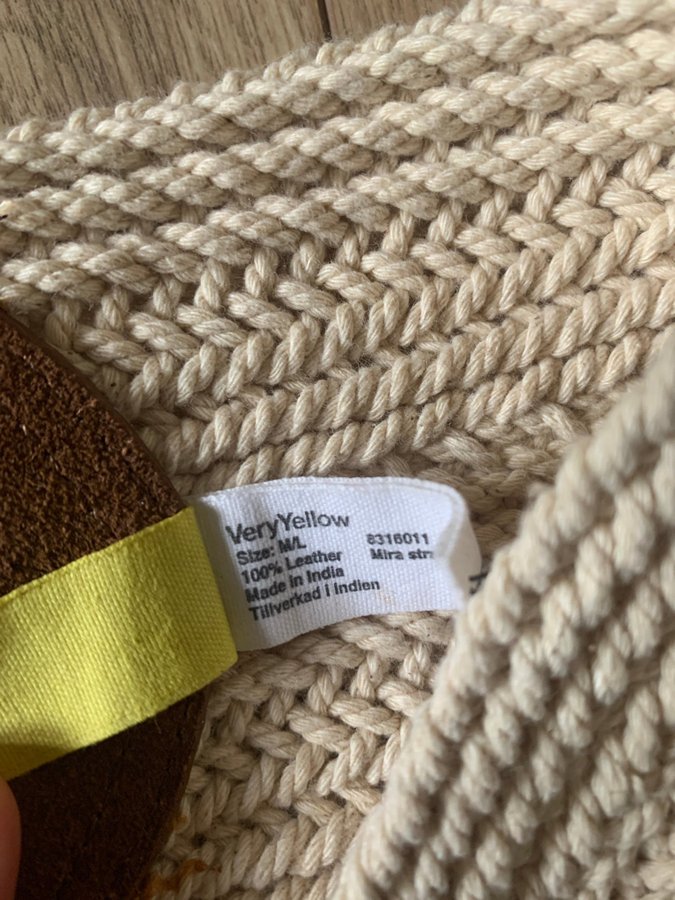 VeryYellow
Size: M/L 8316011
100% Leather Mira
Made in India
Tillverkad i Indien